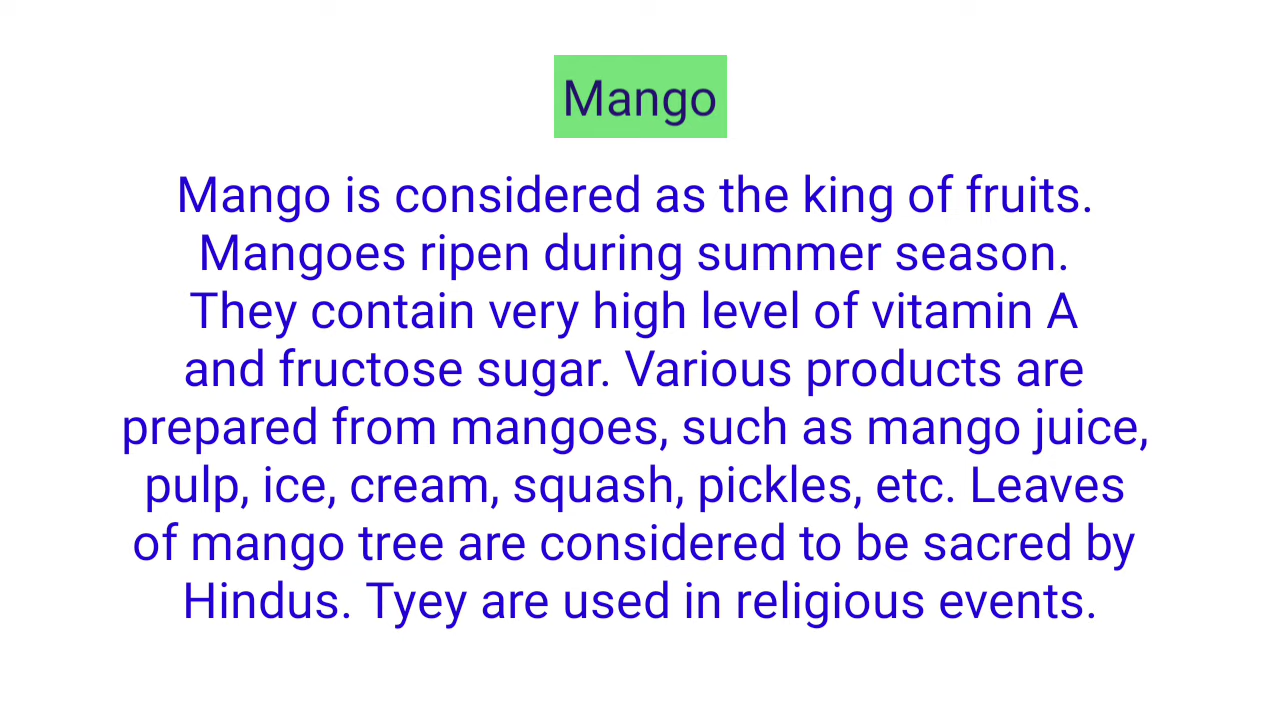 Mango
Mango is considered as the king of fruits.
Mangoes ripen during summer season.
They contain very high level of vitamin A
and fructose sugar. Various products are
prepared from mangoes, such as mango juice,
pulp, ice, cream, squash, pickles, etc. Leaves
of mango tree are considered to be sacred by
Hindus. Tyey are used in religious events.